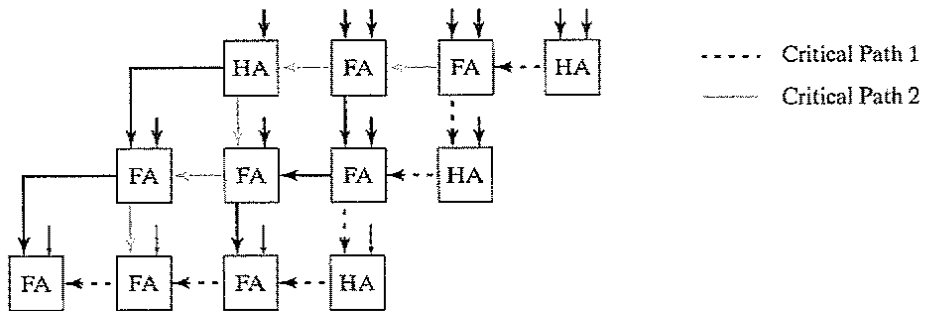 HA FA FA HA
Critical Path 1
Critical Path 2
FA FA FA HA
FA FA FA HA